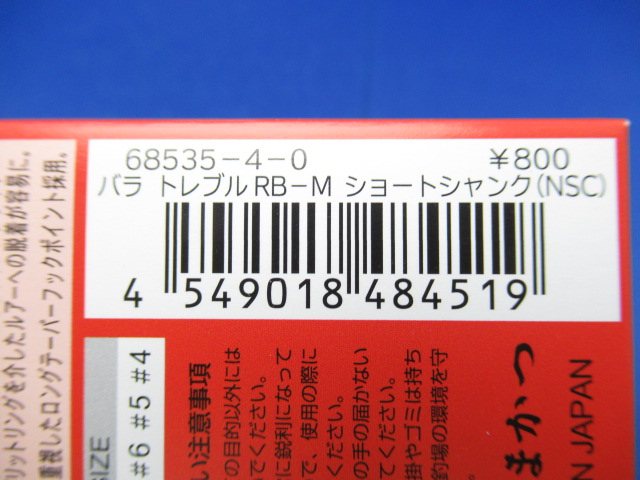 68535-4-0 ¥800
バラ トレブルRB-M ショートシャンク(NSC)
4 549018 484519
リットリングを介したルアーへの脱着が容易に。
重視したロングテーパーフックポイント採用。
SIZE
#6 #5 #4
い注意事項
の目的以外には
でください。
に鋭利になって
で、使用の際に
ください。
の手の届かない
てください。
掛やゴミは持ち
釣場の環境を守
まかつ
N JAPAN